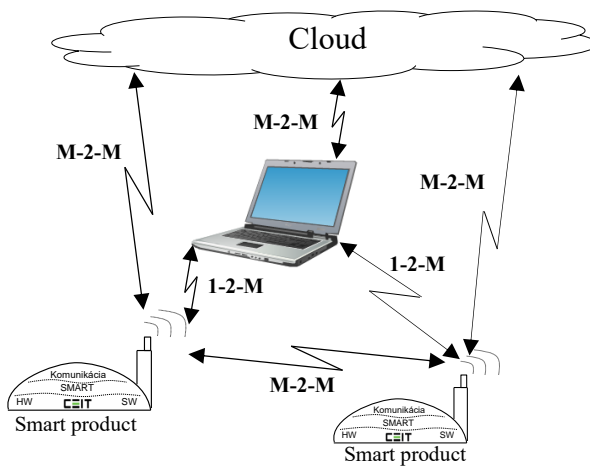 Cloud
M-2-M
M-2-M
M-2-M
1-2-M
1-2-M
M-2-M
Komunikácia
SMART
HW CEIT SW
Smart product
Komunikácia
SMART
HW CEIT SW
Smart product